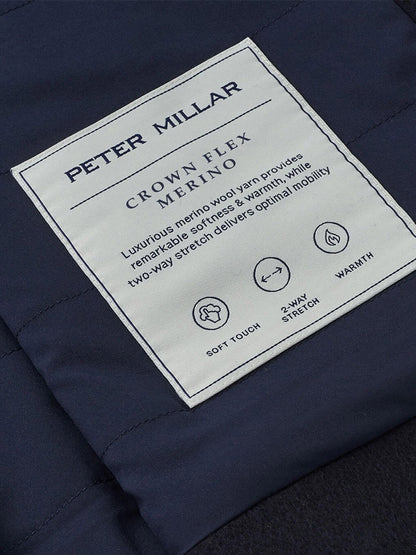 PETER MILLAR
CROWN FLEX
MERINO
Luxurious merino wool yarn provides
remarkable softness & warmth, while
two-way stretch delivers optimal mobility
SOFT TOUCH
2-WAY
STRETCH
WARMTH